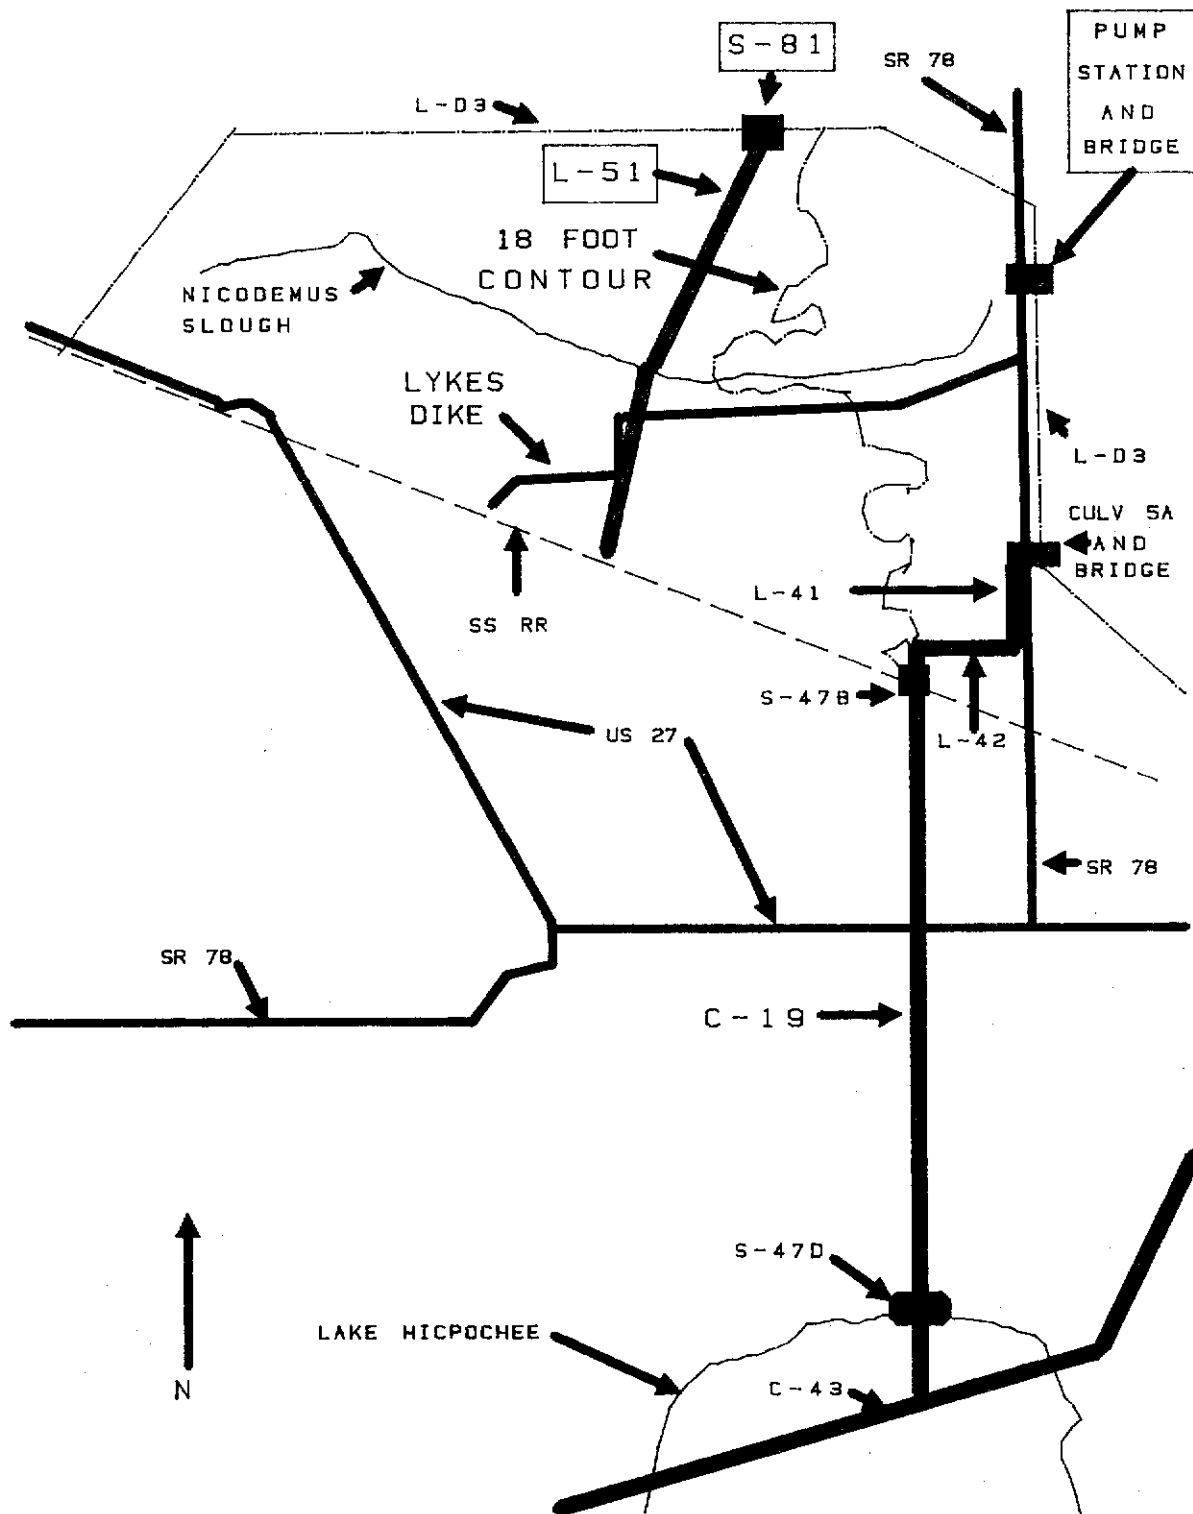 S-81
SR 78
PUMP
STATION
AND
BRIDGE
L-D3
L-51
18 FOOT
CONTOUR
NICODEMUS
SLOUGH
LYKES
DIKE
L-D3
CULV 5A
AND
BRIDGE
L-41
SS RR
S-47B
L-42
US 27
SR 78
SR 78
C-19
S-47D
LAKE HICPOCHEE
C-43
N